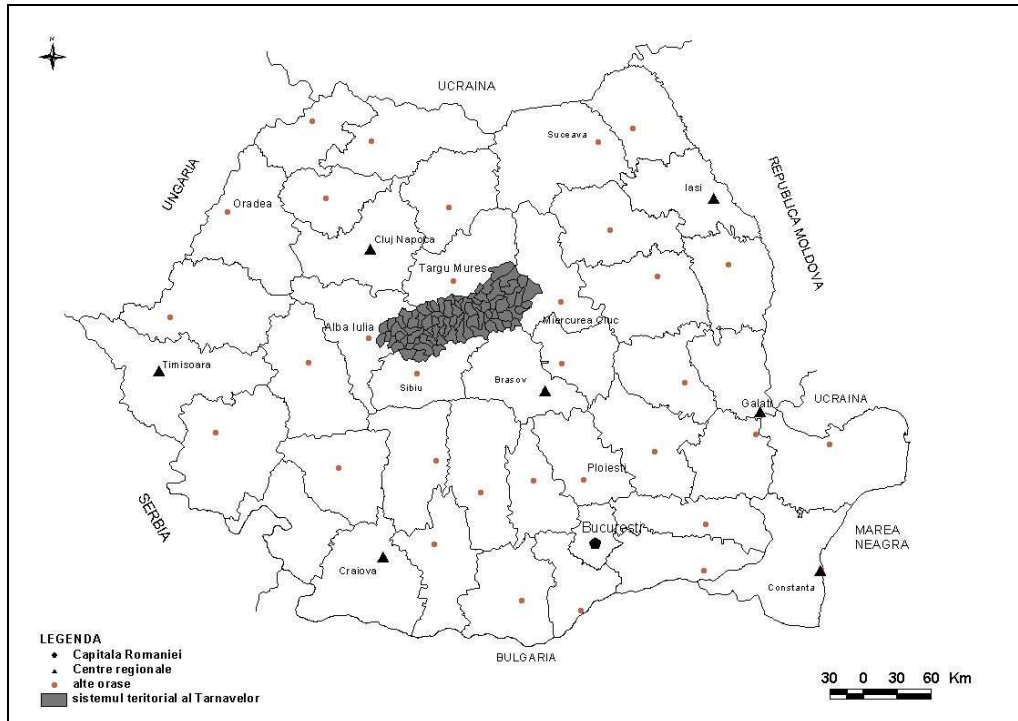 N
UCRAINA
Suceava
UNGARIA
Iasi
REPUBLICA MOLDOVA
Oradea
Cluj Napoca
Targu Mures
Alba Iulia
Miercurea Ciuc
Timisoara
Sibiu
Brasov
Galati
UCRAINA
Ploiesti
SERBIA
Bucuresti
MAREA
NEAGRA
Craiova
Constanta
BULGARIA
LEGENDA
Capitala Romaniei
Centre regionale
alte orase
sistemul teritorial al Tarnavelor
30 0 30 60 Km